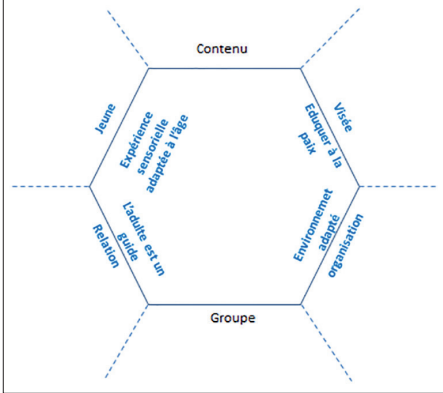 Contenu
Jeune
Expérience
sensorielle
adaptée à l'âge
Visée
Eduquer à la
paix
Relation
L'adulte est un
guide
Environnemet
adapté
organisation
Groupe